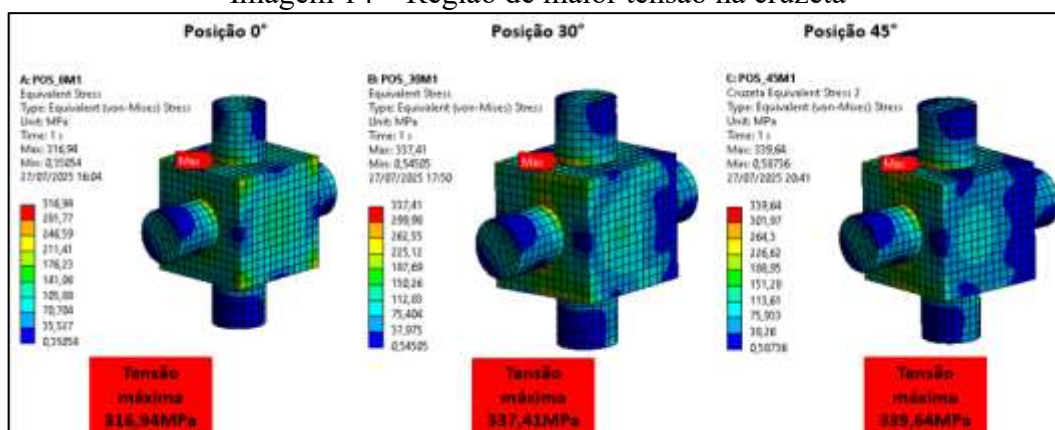 Imagem 14 – Região de maior tensão na cruzeta
Posição 0°
Posição 30°
Posição 45°
A: POS_0M1
Equivalent Stress
Type: Equivalent (von-Mises) Stress
Unit: MPa
Time: 1 s
Max: 316,94
Min: 0,35054
27/07/2025 16:04
316,94
281,77
246,59
211,41
176,23
141,06
105,88
70,704
35,527
0,35054
Max
Tensão
máxima
316,94MPa
B: POS_30M1
Equivalent Stress
Type: Equivalent (von-Mises) Stress
Unit: MPa
Time: 1 s
Max: 337,41
Min: 0,54505
27/07/2025 17:50
337,41
299,98
262,55
225,12
187,69
150,26
112,83
75,404
37,975
0,54505
Max
Tensão
máxima
337,41MPa
C: POS_45M1
Cruzeta Equivalent Stress 2
Type: Equivalent (von-Mises) Stress
Unit: MPa
Time: 1 s
Max: 339,64
Min: 0,58736
27/07/2025 20:41
339,64
301,97
264,3
226,62
188,95
151,28
113,61
75,933
38,26
0,58736
Max
Tensão
máxima
339,64MPa